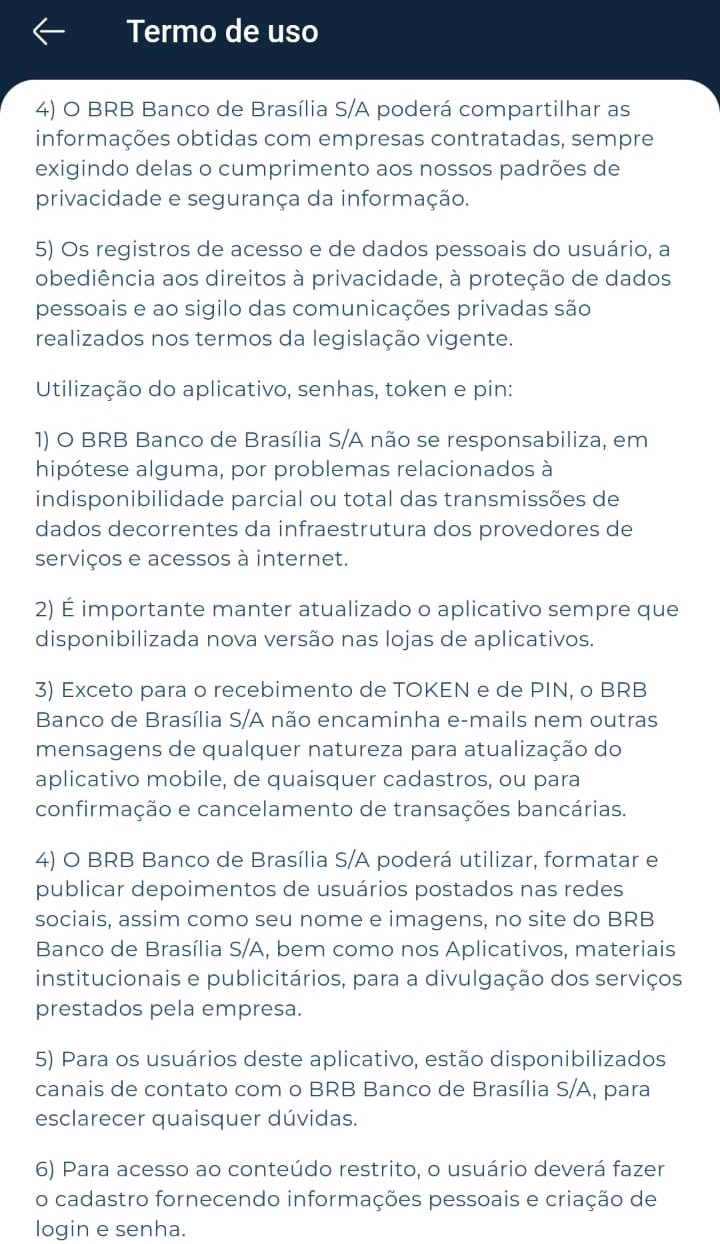 Termo de uso
4) O BRB Banco de Brasília S/A poderá compartilhar as
informações obtidas com empresas contratadas, sempre
exigindo delas o cumprimento aos nossos padrões de
privacidade e segurança da informação.
5) Os registros de acesso e de dados pessoais do usuário, a
obediência aos direitos à privacidade, à proteção de dados
pessoais e ao sigilo das comunicações privadas são
realizados nos termos da legislação vigente.
Utilização do aplicativo, senhas, token e pin:
1) O BRB Banco de Brasília S/A não se responsabiliza, em
hipótese alguma, por problemas relacionados à
indisponibilidade parcial ou total das transmissões de
dados decorrentes da infraestrutura dos provedores de
serviços e acessos à internet.
2) É importante manter atualizado o aplicativo sempre que
disponibilizada nova versão nas lojas de aplicativos.
3) Exceto para o recebimento de TOKEN e de PIN, o BRB
Banco de Brasília S/A não encaminha e-mails nem outras
mensagens de qualquer natureza para atualização do
aplicativo mobile, de quaisquer cadastros, ou para
confirmação e cancelamento de transações bancárias.
4) O BRB Banco de Brasília S/A poderá utilizar, formatar e
publicar depoimentos de usuários postados nas redes
sociais, assim como seu nome e imagens, no site do BRB
Banco de Brasília S/A, bem como nos Aplicativos, materiais
institucionais e publicitários, para a divulgação dos serviços
prestados pela empresa.
5) Para os usuários deste aplicativo, estão disponibilizados
canais de contato com o BRB Banco de Brasília S/A, para
esclarecer quaisquer dúvidas.
6) Para acesso ao conteúdo restrito, o usuário deverá fazer
o cadastro fornecendo informações pessoais e criação de
login e senha.